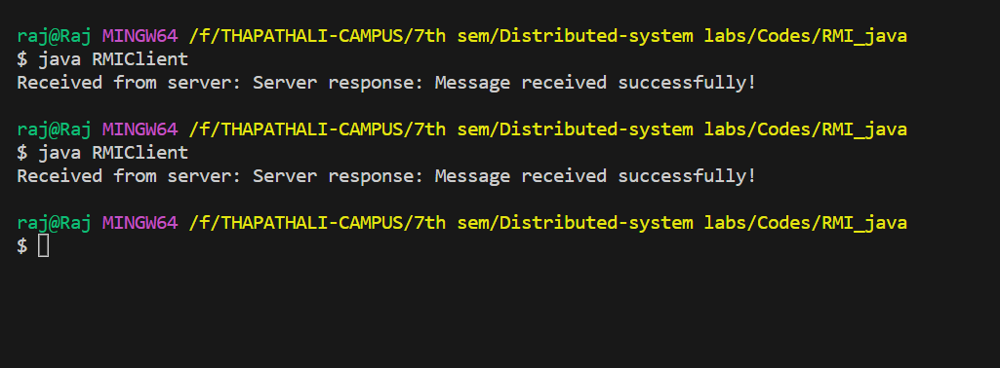 raj@Raj MINGW64 /f/THAPATHALI-CAMPUS/7th sem/Distributed-system labs/Codes/RMI_java
$ java RMIClient
Received from server: Server response: Message received successfully!
raj@Raj MINGW64 /f/THAPATHALI-CAMPUS/7th sem/Distributed-system labs/Codes/RMI_java
$ java RMIClient
Received from server: Server response: Message received successfully!
raj@Raj MINGW64 /f/THAPATHALI-CAMPUS/7th sem/Distributed-system labs/Codes/RMI_java
$